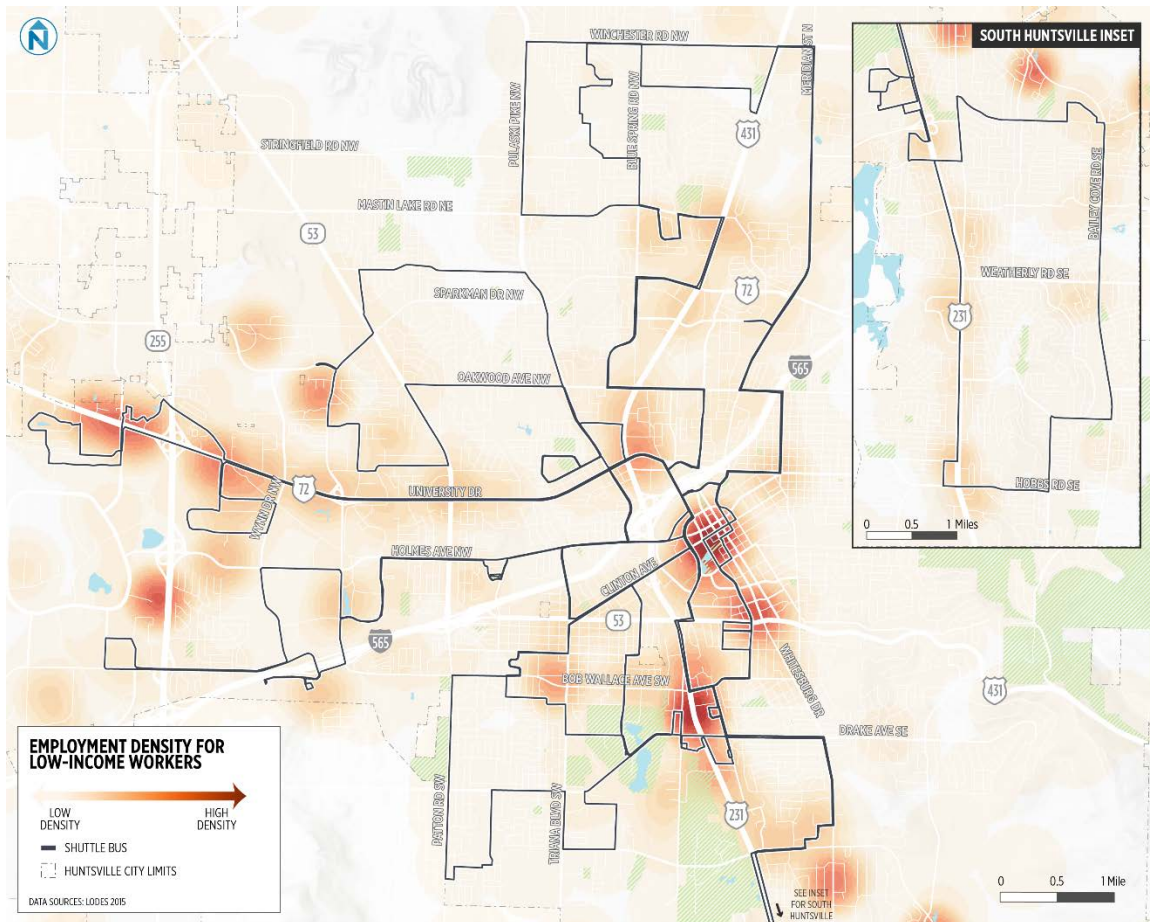 N
WINCHESTER RD NW
MERIDIAN ST N
SOUTH HUNTSVILLE INSET
PULASKI PIKE NW
BLUE SPRING RD NW
431
STRINGFIELD RD NW
MASTIN LAKE RD NE
53
BAILEY COVE RD SE
WEATHERLY RD SE
231
SPARKMAN DR NW
72
255
565
OAKWOOD AVE NW
HOBBS RD SE
0 0.5 1 Miles
72
UNIVERSITY DR
WYNN DR NW
HOLMES AVE NW
CLINTON AVE
53
565
WHITESBURG DR
BOB WALLACE AVE SW
431
DRAKE AVE SE
PATTON RD SW
TRIANA BLVD SW
231
EMPLOYMENT DENSITY FOR
LOW-INCOME WORKERS
LOW
DENSITY
HIGH
DENSITY
SHUTTLE BUS
HUNTSVILLE CITY LIMITS
DATA SOURCES: LODES 2015
SEE INSET
FOR SOUTH
HUNTSVILLE
0 0.5 1 Mile